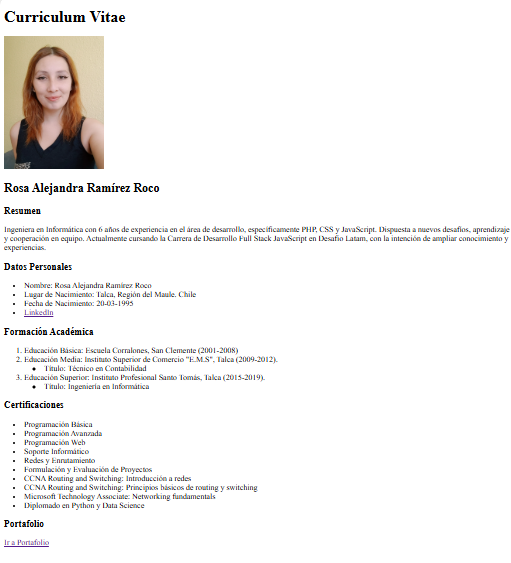 Curriculum Vitae
Rosa Alejandra Ramírez Roco
Resumen
Ingeniera en Informática con 6 años de experiencia en el área de desarrollo, específicamente PHP, CSS y JavaScript. Dispuesta a nuevos desafíos, aprendizaje
y cooperación en equipo. Actualmente cursando la Carrera de Desarrollo Full Stack JavaScript en Desafío Latam, con la intención de ampliar conocimiento y
experiencias.
Datos Personales
• Nombre: Rosa Alejandra Ramírez Roco
• Lugar de Nacimiento: Talca, Región del Maule. Chile
• Fecha de Nacimiento: 20-03-1995
• LinkedIn
Formación Académica
1. Educación Básica: Escuela Corralones, San Clemente (2001-2008)
2. Educación Media: Instituto Superior de Comercio "E.M.S", Talca (2009-2012).
• Título: Técnico en Contabilidad
3. Educación Superior: Instituto Profesional Santo Tomás, Talca (2015-2019).
• Título: Ingeniería en Informática
Certificaciones
• Programación Básica
• Programación Avanzada
• Programación Web
• Soporte Informático
• Redes y Enrutamiento
• Formulación y Evaluación de Proyectos
• CCNA Routing and Switching: Introducción a redes
• CCNA Routing and Switching: Principios básicos de routing y switching
• Microsoft Technology Associate: Networking fundamentals
• Diplomado en Python y Data Science
Portafolio
Ir a Portafolio